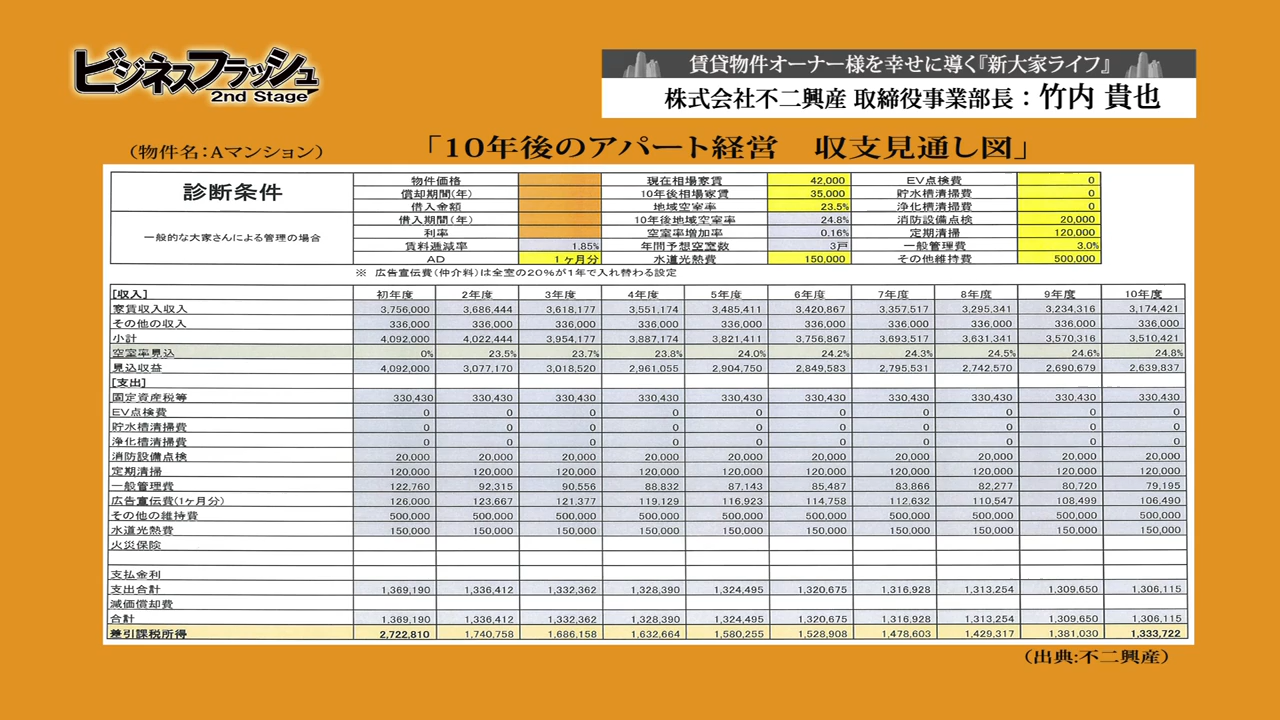 ビジネスフラッシュ
2nd Stage
賃貸物件オーナー様を幸せに導く『新大家ライフ』
株式会社不二興産 取締役事業部長：竹内 貴也
（物件名：Aマンション） 「10年後のアパート経営　収支見通し図」
診断条件
一般的な大家さんによる管理の場合
物件価格 現在相場家賃 42,000 EV点検費 0
償却期間(年) 10年後相場家賃 35,000 貯水槽清掃費 0
借入金額 地域空室率 23.5% 浄化槽清掃費 0
借入期間(年) 10年後地域空室率 24.8% 消防設備点検 20,000
利率 空室率増加率 0.16% 定期清掃 120,000
賃料逓減率 1.85% 年間予想空室数 3戸 一般管理費 3.0%
AD 1ヶ月分 水道光熱費 150,000 その他維持費 500,000
※ 広告宣伝費(仲介料)は全室の20%が1年で入れ替わる設定
[収入] 初年度 2年度 3年度 4年度 5年度 6年度 7年度 8年度 9年度 10年度
家賃収入収入 3,756,000 3,686,444 3,618,177 3,551,174 3,485,411 3,420,867 3,357,517 3,295,341 3,234,316 3,174,421
その他の収入 336,000 336,000 336,000 336,000 336,000 336,000 336,000 336,000 336,000 336,000
小計 4,092,000 4,022,444 3,954,177 3,887,174 3,821,411 3,756,867 3,693,517 3,631,341 3,570,316 3,510,421
空室率見込 0% 23.5% 23.7% 23.8% 24.0% 24.2% 24.3% 24.5% 24.6% 24.8%
見込収益 4,092,000 3,077,170 3,018,520 2,961,055 2,904,750 2,849,583 2,795,531 2,742,570 2,690,679 2,639,837
[支出]
固定資産税等 330,430 330,430 330,430 330,430 330,430 330,430 330,430 330,430 330,430 330,430
EV点検費 0 0 0 0 0 0 0 0 0 0
貯水槽清掃費 0 0 0 0 0 0 0 0 0 0
浄化槽清掃費 0 0 0 0 0 0 0 0 0 0
消防設備点検 20,000 20,000 20,000 20,000 20,000 20,000 20,000 20,000 20,000 20,000
定期清掃 120,000 120,000 120,000 120,000 120,000 120,000 120,000 120,000 120,000 120,000
一般管理費 122,760 92,315 90,556 88,832 87,143 85,487 83,866 82,277 80,720 79,195
広告宣伝費(1ヶ月分) 126,000 123,667 121,377 119,129 116,923 114,758 112,632 110,547 108,499 106,490
その他の維持費 500,000 500,000 500,000 500,000 500,000 500,000 500,000 500,000 500,000 500,000
水道光熱費 150,000 150,000 150,000 150,000 150,000 150,000 150,000 150,000 150,000 150,000
火災保険
支払金利
支出合計 1,369,190 1,336,412 1,332,362 1,328,390 1,324,495 1,320,675 1,316,928 1,313,254 1,309,650 1,306,115
減価償却費
合計 1,369,190 1,336,412 1,332,362 1,328,390 1,324,495 1,320,675 1,316,928 1,313,254 1,309,650 1,306,115
差引課税所得 2,722,810 1,740,758 1,686,158 1,632,664 1,580,255 1,528,908 1,478,603 1,429,317 1,381,030 1,333,722
（出典:不二興産）